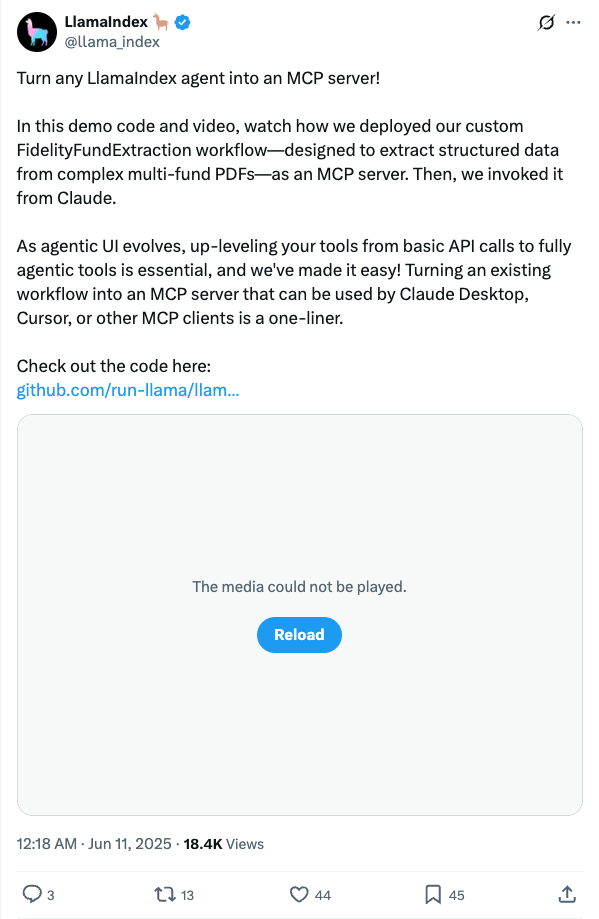 LlamaIndex 🦙
@llama_index
Turn any LlamaIndex agent into an MCP server!
In this demo code and video, watch how we deployed our custom
FidelityFundExtraction workflow—designed to extract structured data
from complex multi-fund PDFs—as an MCP server. Then, we invoked it
from Claude.
As agentic UI evolves, up-leveling your tools from basic API calls to fully
agentic tools is essential, and we've made it easy! Turning an existing
workflow into an MCP server that can be used by Claude Desktop,
Cursor, or other MCP clients is a one-liner.
Check out the code here:
github.com/run-llama/llam...
The media could not be played.
Reload
12:18 AM · Jun 11, 2025 · 18.4K Views
3 13 44 45